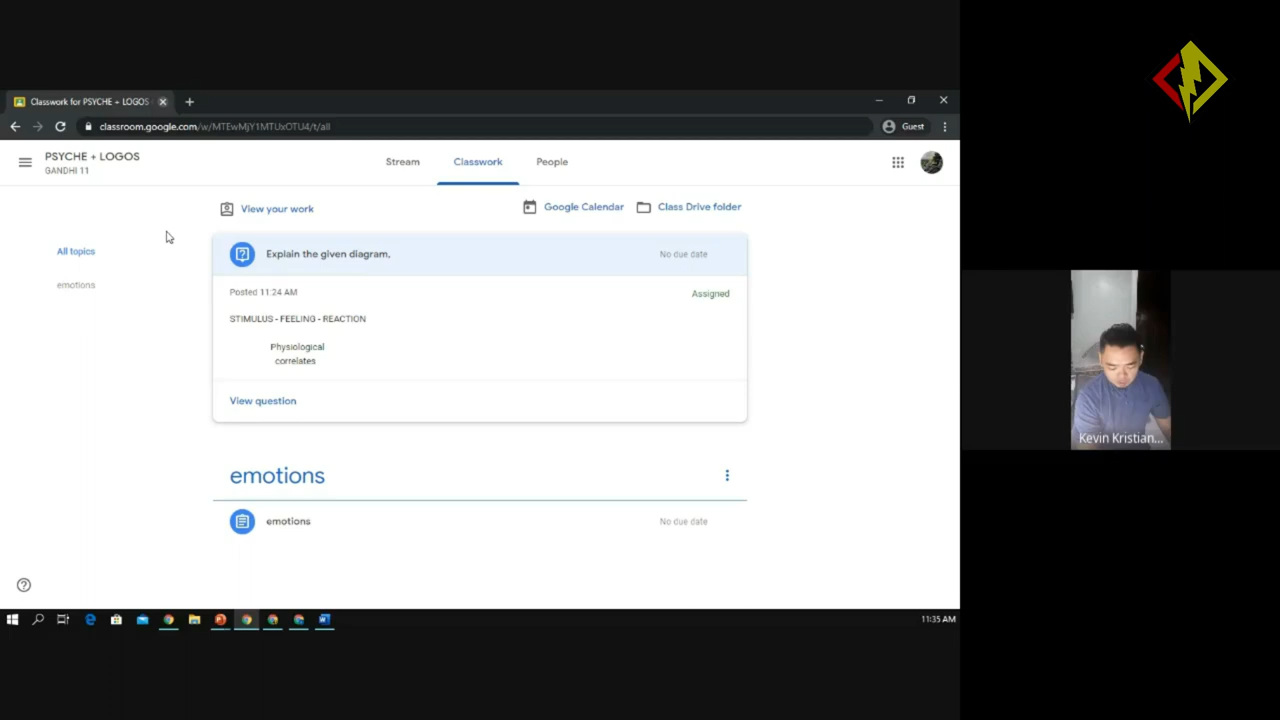 Classwork for PSYCHE + LOGOS
classroom.google.com/w/MTEwMjY1MTUxOTU4/t/all
Guest
PSYCHE + LOGOS
GANDHI 11
Stream
Classwork
People
View your work
Google Calendar
Class Drive folder
All topics
emotions
Explain the given diagram.
No due date
Posted 11:24 AM
Assigned
STIMULUS - FEELING - REACTION
Physiological
correlates
View question
emotions
emotions
No due date
11:35 AM
Kevin Kristian...